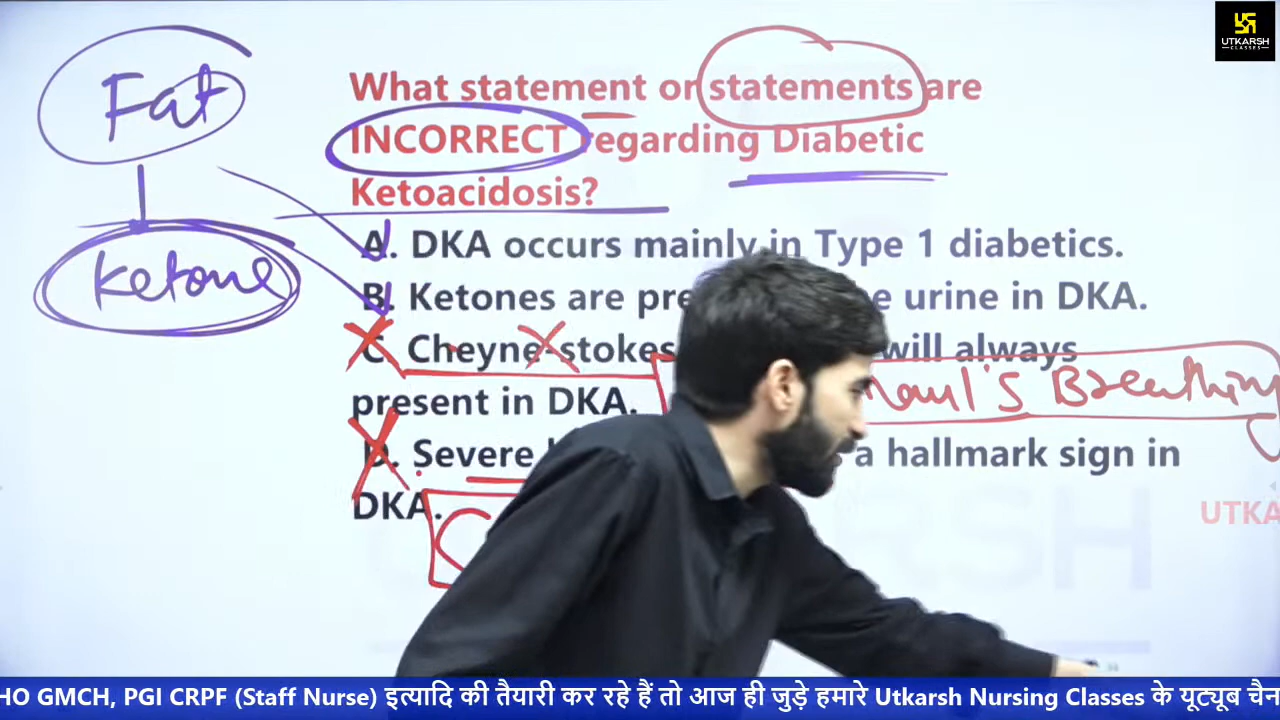 UTKARSH
CLASSES
Fat
Ketone
What statement or statements are
INCORRECT regarding Diabetic
Ketoacidosis?
A. DKA occurs mainly in Type 1 diabetics.
B. Ketones are urine in DKA.
C. Cheyne-stokes will always
Breathing
present in DKA.
D. Severe a hallmark sign in
DKA.
UTKA
HO GMCH, PGI CRPF (Staff Nurse) इत्यादि की तैयारी कर रहे हैं तो आज ही जुड़े हमारे Utkarsh Nursing Classes के यूट्यूब चैन